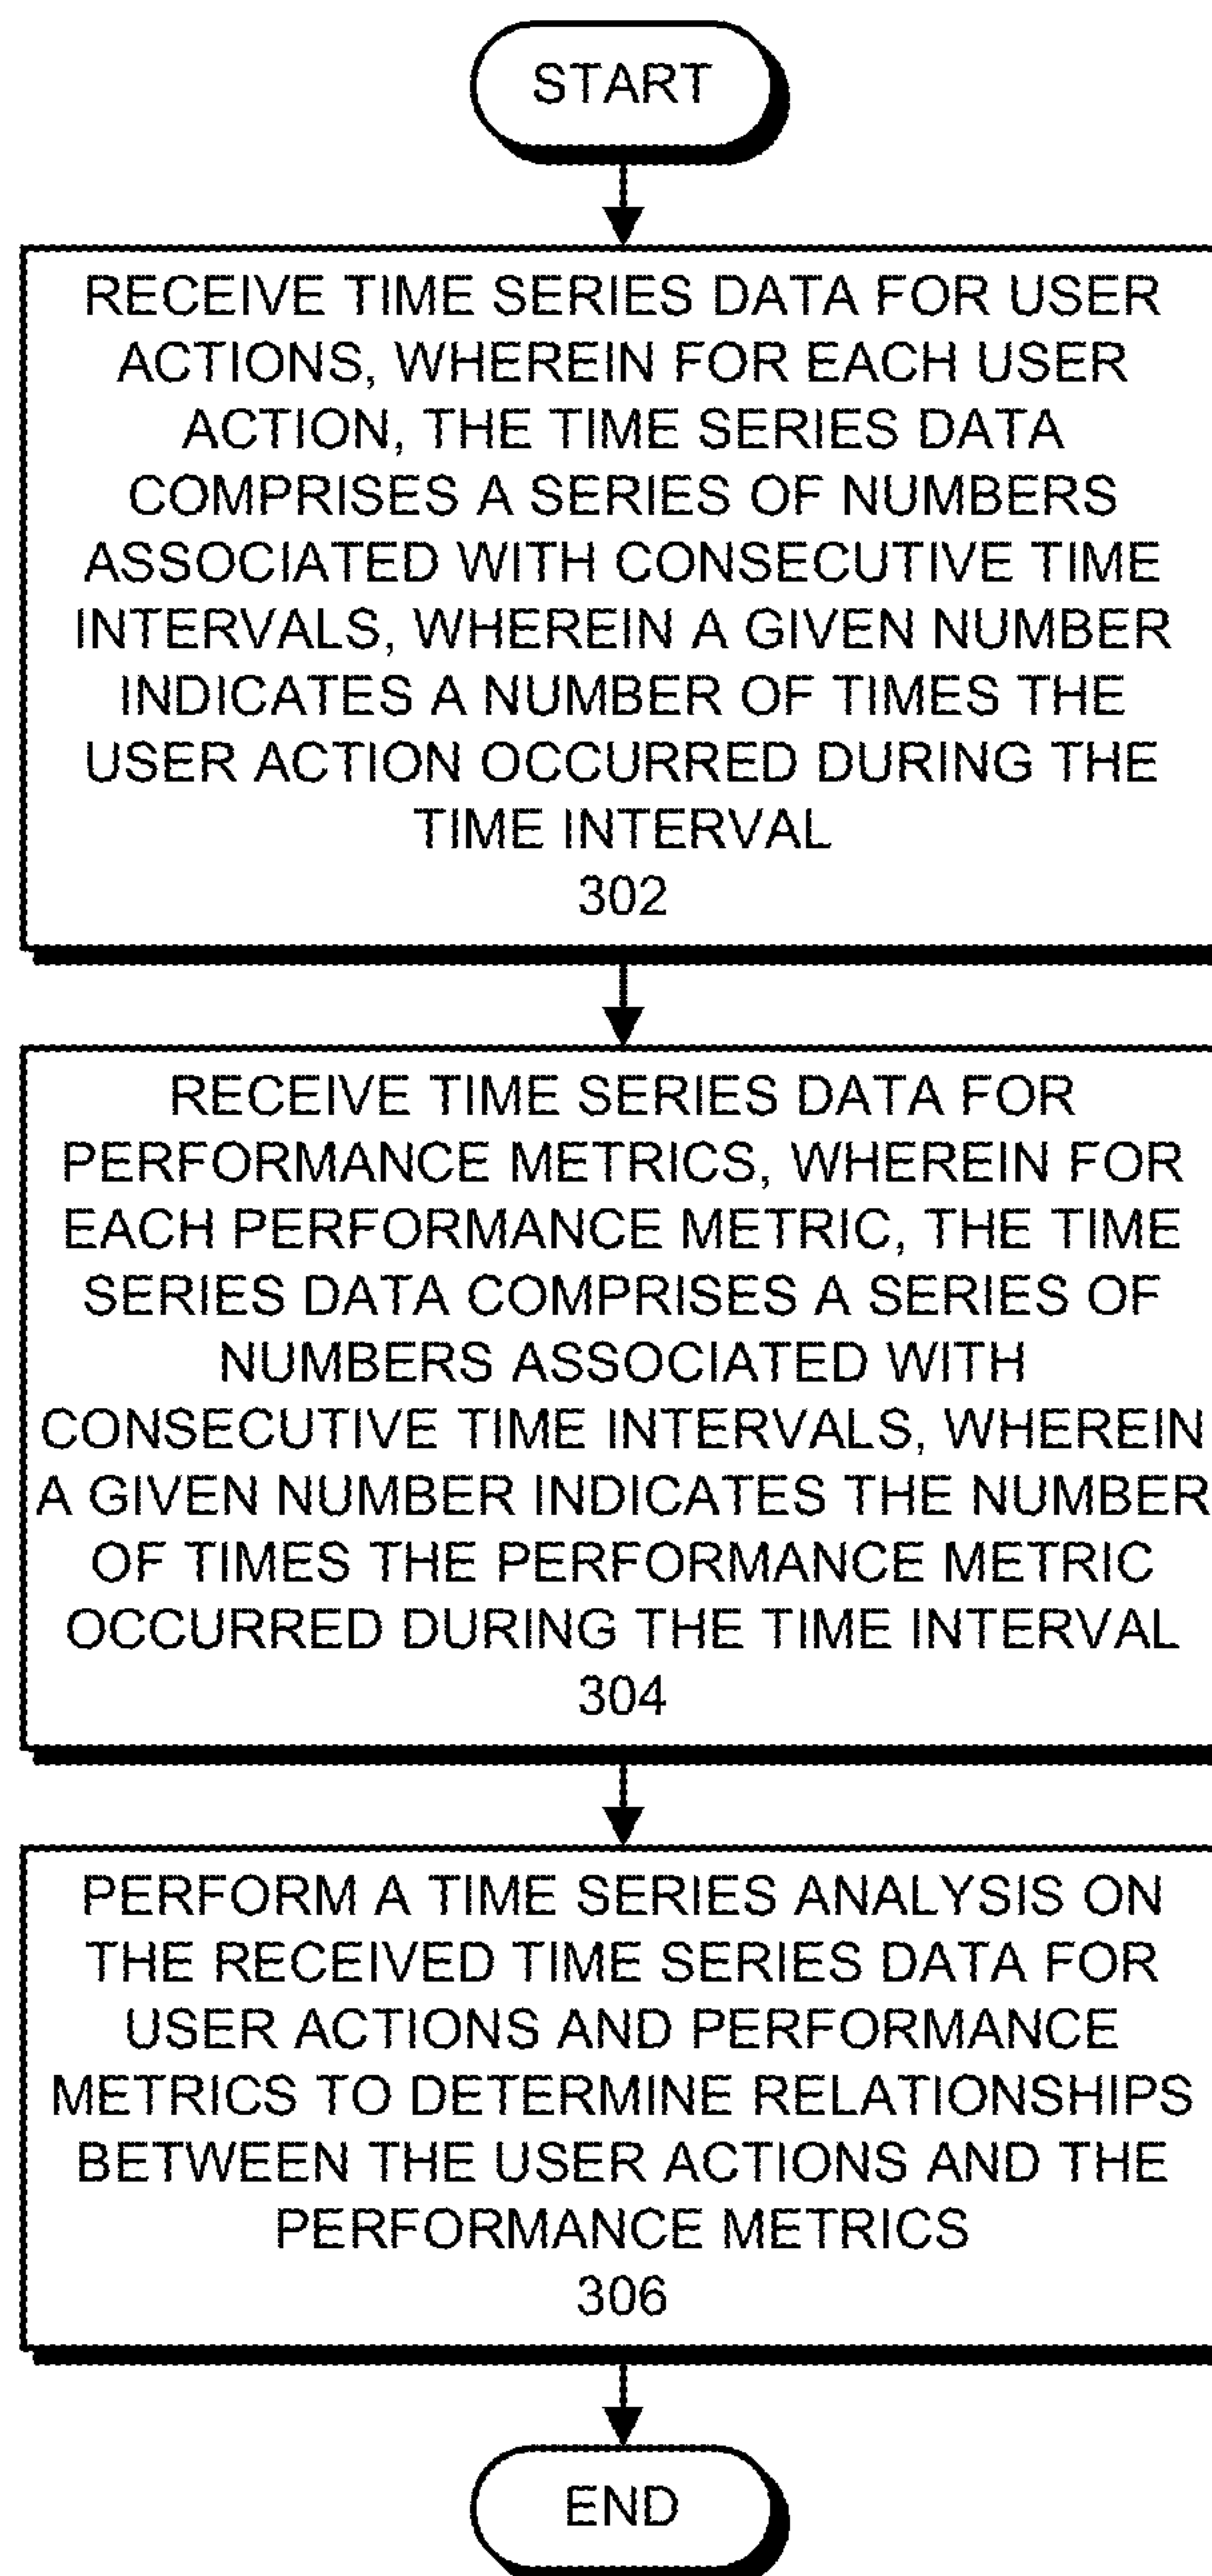 START
RECEIVE TIME SERIES DATA FOR USER
ACTIONS, WHEREIN FOR EACH USER
ACTION, THE TIME SERIES DATA
COMPRISES A SERIES OF NUMBERS
ASSOCIATED WITH CONSECUTIVE TIME
INTERVALS, WHEREIN A GIVEN NUMBER
INDICATES A NUMBER OF TIMES THE
USER ACTION OCCURRED DURING THE
TIME INTERVAL
302
RECEIVE TIME SERIES DATA FOR
PERFORMANCE METRICS, WHEREIN FOR
EACH PERFORMANCE METRIC, THE TIME
SERIES DATA COMPRISES A SERIES OF
NUMBERS ASSOCIATED WITH
CONSECUTIVE TIME INTERVALS, WHEREIN
A GIVEN NUMBER INDICATES THE NUMBER
OF TIMES THE PERFORMANCE METRIC
OCCURRED DURING THE TIME INTERVAL
304
PERFORM A TIME SERIES ANALYSIS ON
THE RECEIVED TIME SERIES DATA FOR
USER ACTIONS AND PERFORMANCE
METRICS TO DETERMINE RELATIONSHIPS
BETWEEN THE USER ACTIONS AND THE
PERFORMANCE METRICS
306
END